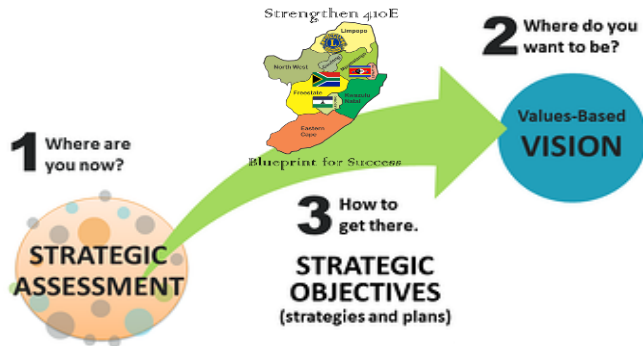 Strengthen 410E
Limpopo
North West
Gauteng
Mpumalanga
Freestate
Kwazulu
Natal
Eastern
Cape
Blueprint for Success
1 Where are
you now?
STRATEGIC
ASSESSMENT
2 Where do you
want to be?
Values-Based
VISION
3 How to
get there.
STRATEGIC
OBJECTIVES
(strategies and plans)